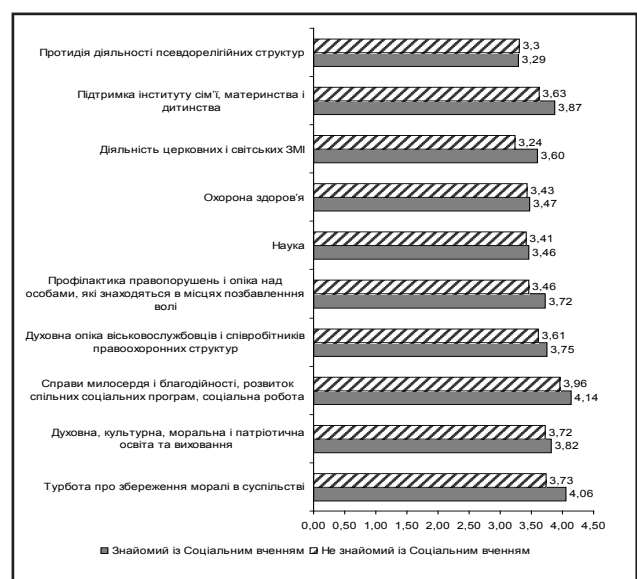 Протидія діяльності псевдорелігійних структур
3,3
3,29
Підтримка інституту сім'ї, материнства і
дитинства
3,63
3,87
Діяльність церковних і світських ЗМІ
3,24
3,60
Охорона здоров'я
3,43
3,47
Наука
3,41
3,46
Профілактика правопорушень і опіка над
особами, які знаходяться в місцях позбавленння
волі
3,46
3,72
Духовна опіка віськовослужбовців і співробітників
правоохоронних структур
3,61
3,75
Справи милосердя і благодійності, розвиток
спільних соціальних програм, соціальна робота
3,96
4,14
Духовна, культурна, моральна і патріотична
освіта та виховання
3,72
3,82
Турбота про збереження моралі в суспільстві
3,73
4,06
0,00 0,50 1,00 1,50 2,00 2,50 3,00 3,50 4,00 4,50
Знайомий із Соціальним вченням Не знайомий із Соціальним вченням